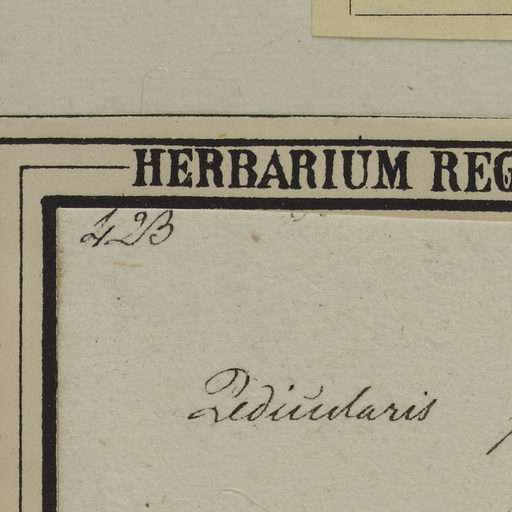 HERBARIUM REG
423
Pedicularis